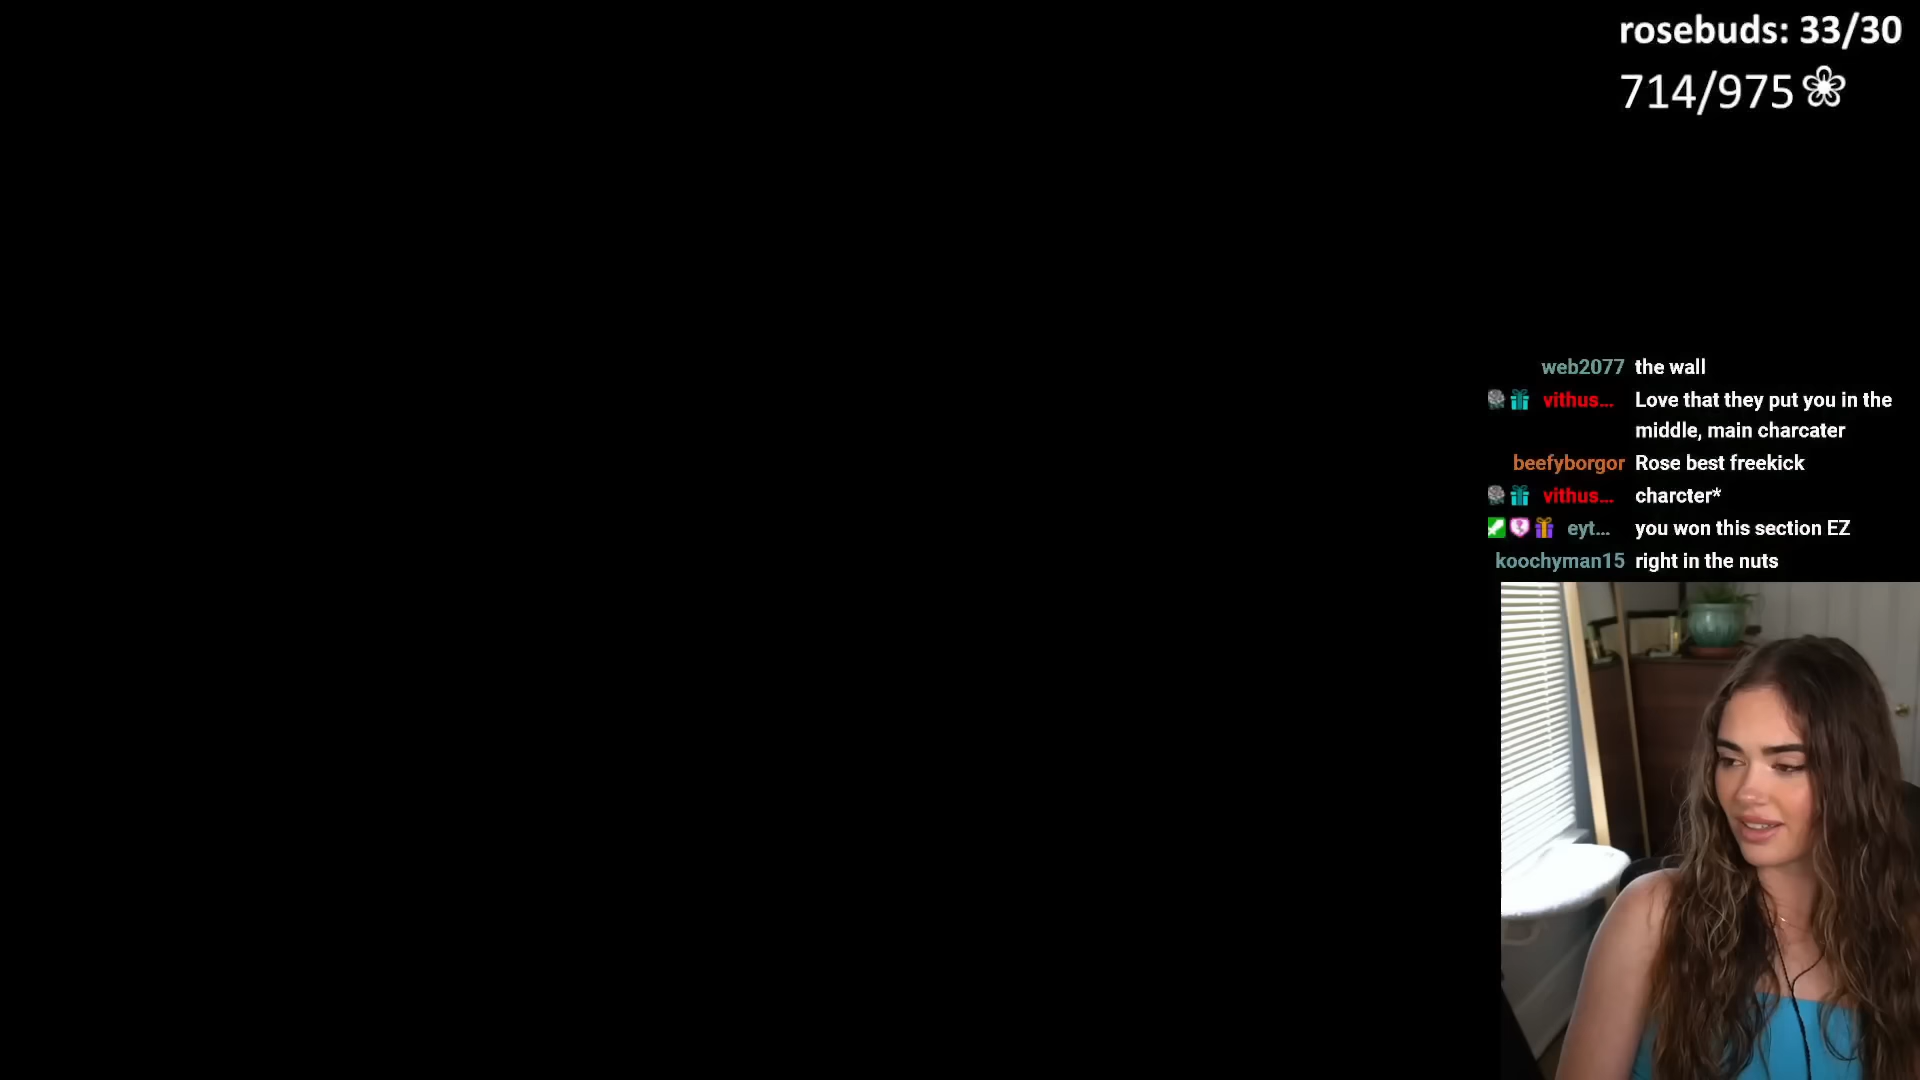 rosebuds: 33/30
714/975
web2077 the wall
vithus... Love that they put you in the
middle, main charcater
beefyborgor Rose best freekick
vithus... charcter*
eyt... you won this section EZ
koochyman15 right in the nuts